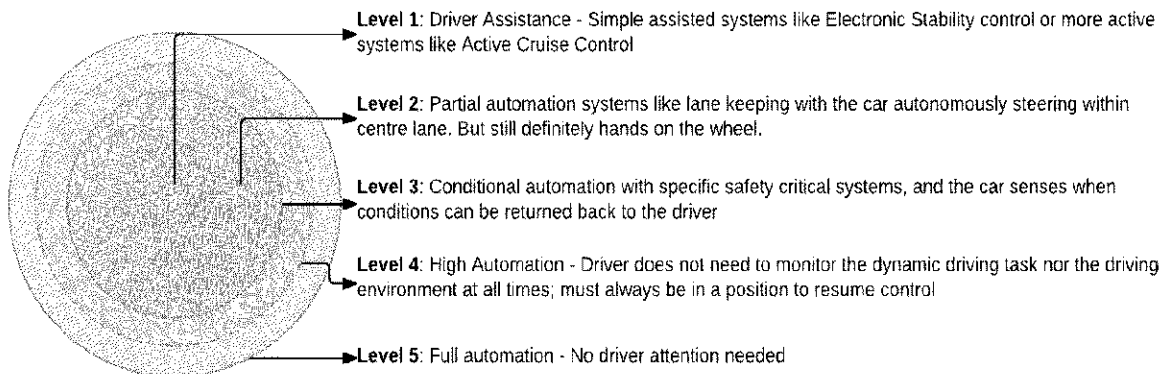 Level 1: Driver Assistance - Simple assisted systems like Electronic Stability control or more active
systems like Active Cruise Control
Level 2: Partial automation systems like lane keeping with the car autonomously steering within
centre lane. But still definitely hands on the wheel.
Level 3: Conditional automation with specific safety critical systems, and the car senses when
conditions can be returned back to the driver
Level 4: High Automation - Driver does not need to monitor the dynamic driving task nor the driving
environment at all times; must always be in a position to resume control
Level 5: Full automation - No driver attention needed